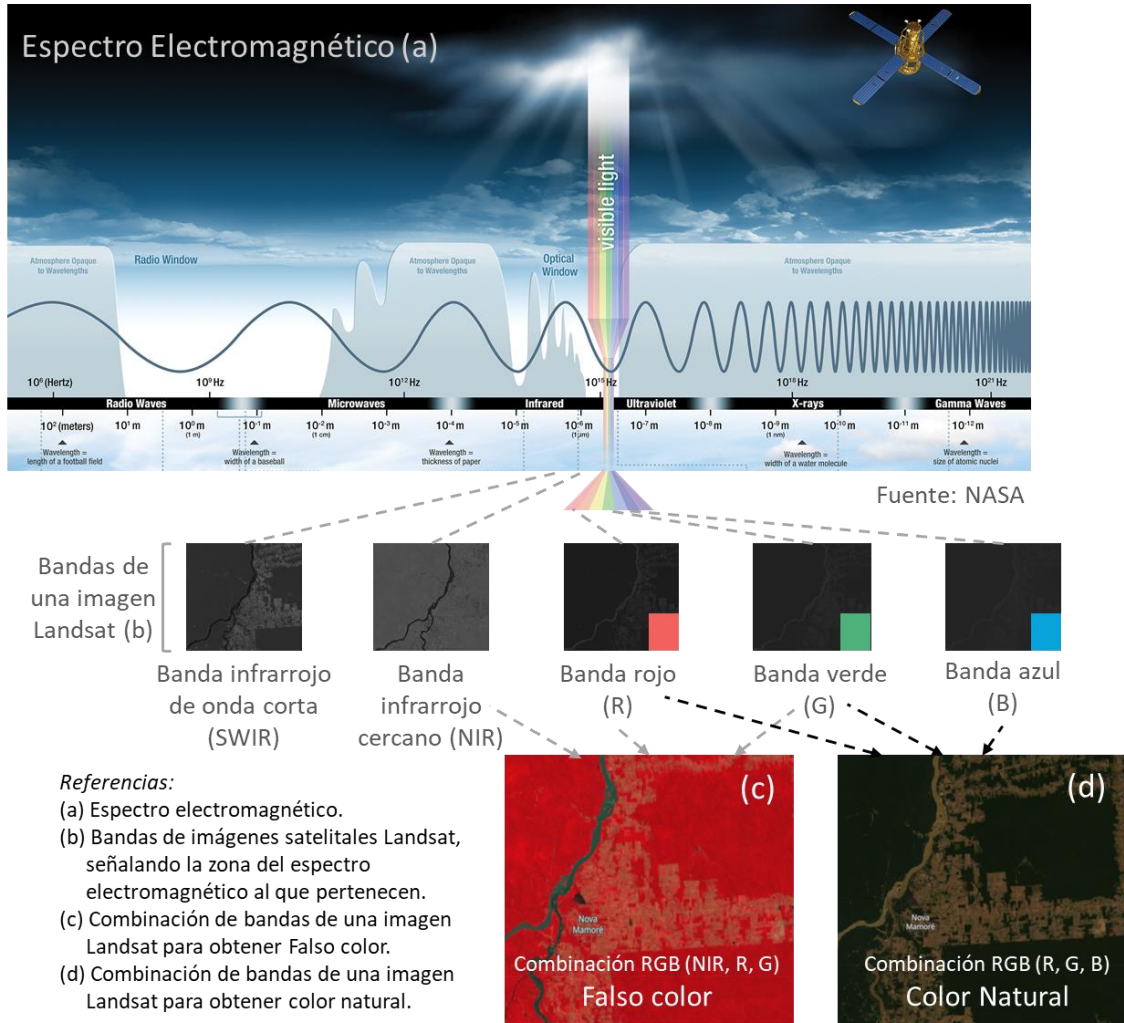 Espectro Electromagnético (a)
visible light
Atmosphere Opaque
to Wavelengths
Radio Window
Atmosphere Opaque
to Wavelengths
Optical
Window
Atmosphere Opaque
to Wavelengths
10⁶ (Hertz)
10⁹ Hz
10¹² Hz
10¹⁵ Hz
10¹⁸ Hz
10²¹ Hz
Radio Waves
Microwaves
Infrared
Ultraviolet
X-rays
Gamma Waves
10² (meters)
10¹ m
10⁰ m
(1 m)
10⁻¹ m
10⁻² m
(1 cm)
10⁻³ m
10⁻⁴ m
10⁻⁵ m
10⁻⁶ m
(1 µm)
10⁻⁷ m
10⁻⁸ m
10⁻⁹ m
(1 nm)
10⁻¹⁰ m
10⁻¹¹ m
10⁻¹² m
Wavelength =
length of a football field
Wavelength =
width of a baseball
Wavelength =
thickness of paper
Wavelength =
width of a water molecule
Wavelength =
size of atomic nuclei
Fuente: NASA
Bandas de
una imagen
Landsat (b)
Banda infrarrojo
de onda corta
(SWIR)
Banda
infrarrojo
cercano (NIR)
Banda rojo
(R)
Banda verde
(G)
Banda azul
(B)
Referencias:
(a) Espectro electromagnético.
(b) Bandas de imágenes satelitales Landsat,
señalando la zona del espectro
electromagnético al que pertenecen.
(c) Combinación de bandas de una imagen
Landsat para obtener Falso color.
(d) Combinación de bandas de una imagen
Landsat para obtener color natural.
(c)
Nova
Mamoré
Combinación RGB (NIR, R, G)
Falso color
(d)
Nova
Mamoré
Combinación RGB (R, G, B)
Color Natural